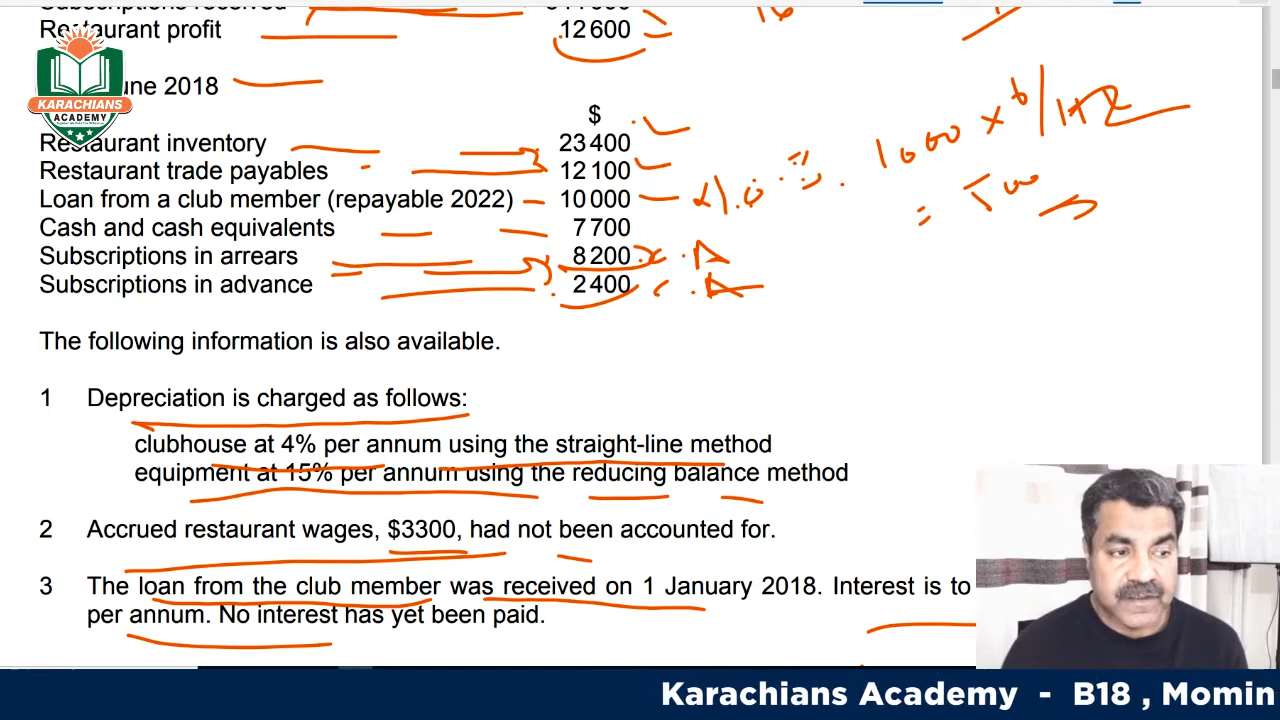 Restaurant profit 12 600
une 2018
$
Restaurant inventory 23 400
Restaurant trade payables 12 100
Loan from a club member (repayable 2022) 10 000
Cash and cash equivalents 7 700
Subscriptions in arrears 8 200
Subscriptions in advance 2 400
1000 x 6/12
= 500
KARACHIANS
ACADEMY
The following information is also available.
1 Depreciation is charged as follows:
clubhouse at 4% per annum using the straight-line method
equipment at 15% per annum using the reducing balance method
2 Accrued restaurant wages, $3300, had not been accounted for.
3 The loan from the club member was received on 1 January 2018. Interest is to
per annum. No interest has yet been paid.
Karachians Academy - B18 , Momin